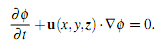 ∂ϕ/∂t + u(x,y,z)·∇ϕ = 0.